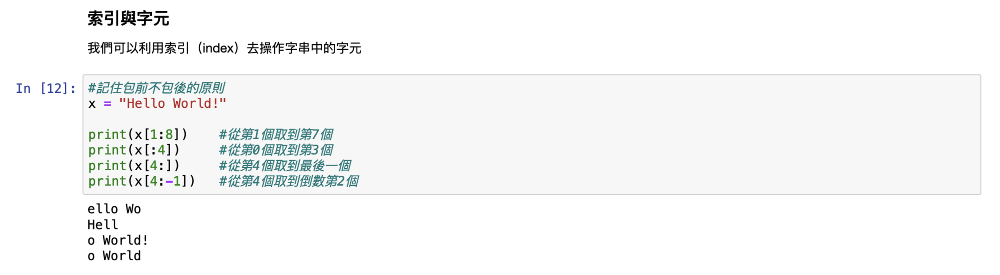 索引與字元
我們可以利用索引（index）去操作字串中的字元
In [12]: #記住包前不包後的原則
x = "Hello World!"
print(x[1:8])    #從第1個取到第7個
print(x[:4])     #從第0個取到第3個
print(x[4:])     #從第4個取到最後一個
print(x[4:-1])   #從第4個取到倒數第2個
ello Wo
Hell
o World!
o World